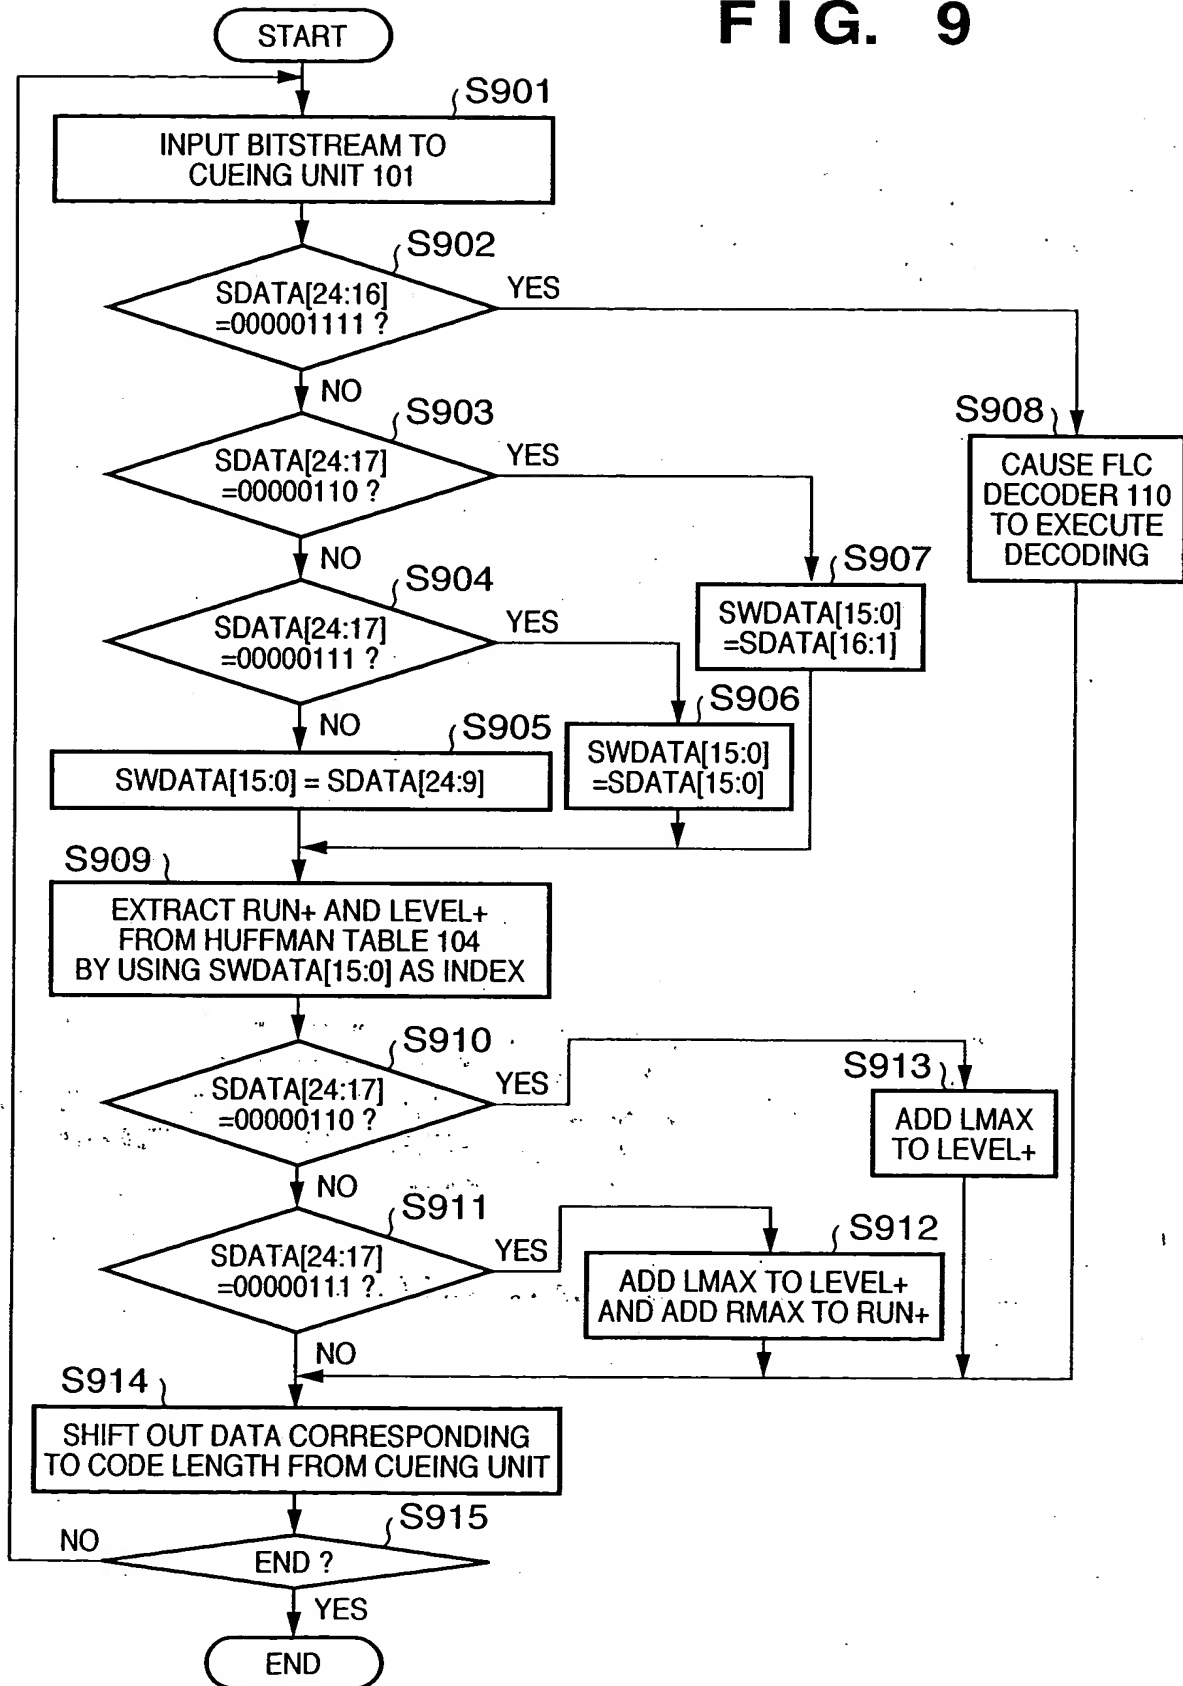 FIG. 9
START
S901
INPUT BITSTREAM TO
CUEING UNIT 101
S902
SDATA[24:16]
=000001111 ?
YES
NO
S903
SDATA[24:17]
=00000110 ?
YES
NO
S908
CAUSE FLC
DECODER 110
TO EXECUTE
DECODING
S904
SDATA[24:17]
=00000111 ?
YES
NO
S907
SWDATA[15:0]
=SDATA[16:1]
S906
SWDATA[15:0]
=SDATA[15:0]
S905
SWDATA[15:0] = SDATA[24:9]
S909
EXTRACT RUN+ AND LEVEL+
FROM HUFFMAN TABLE 104
BY USING SWDATA[15:0] AS INDEX
S910
SDATA[24:17]
=00000110 ?
YES
NO
S913
ADD LMAX
TO LEVEL+
S911
SDATA[24:17]
=00000111 ?
YES
NO
S912
ADD LMAX TO LEVEL+
AND ADD RMAX TO RUN+
S914
SHIFT OUT DATA CORRESPONDING
TO CODE LENGTH FROM CUEING UNIT
S915
END ?
NO
YES
END